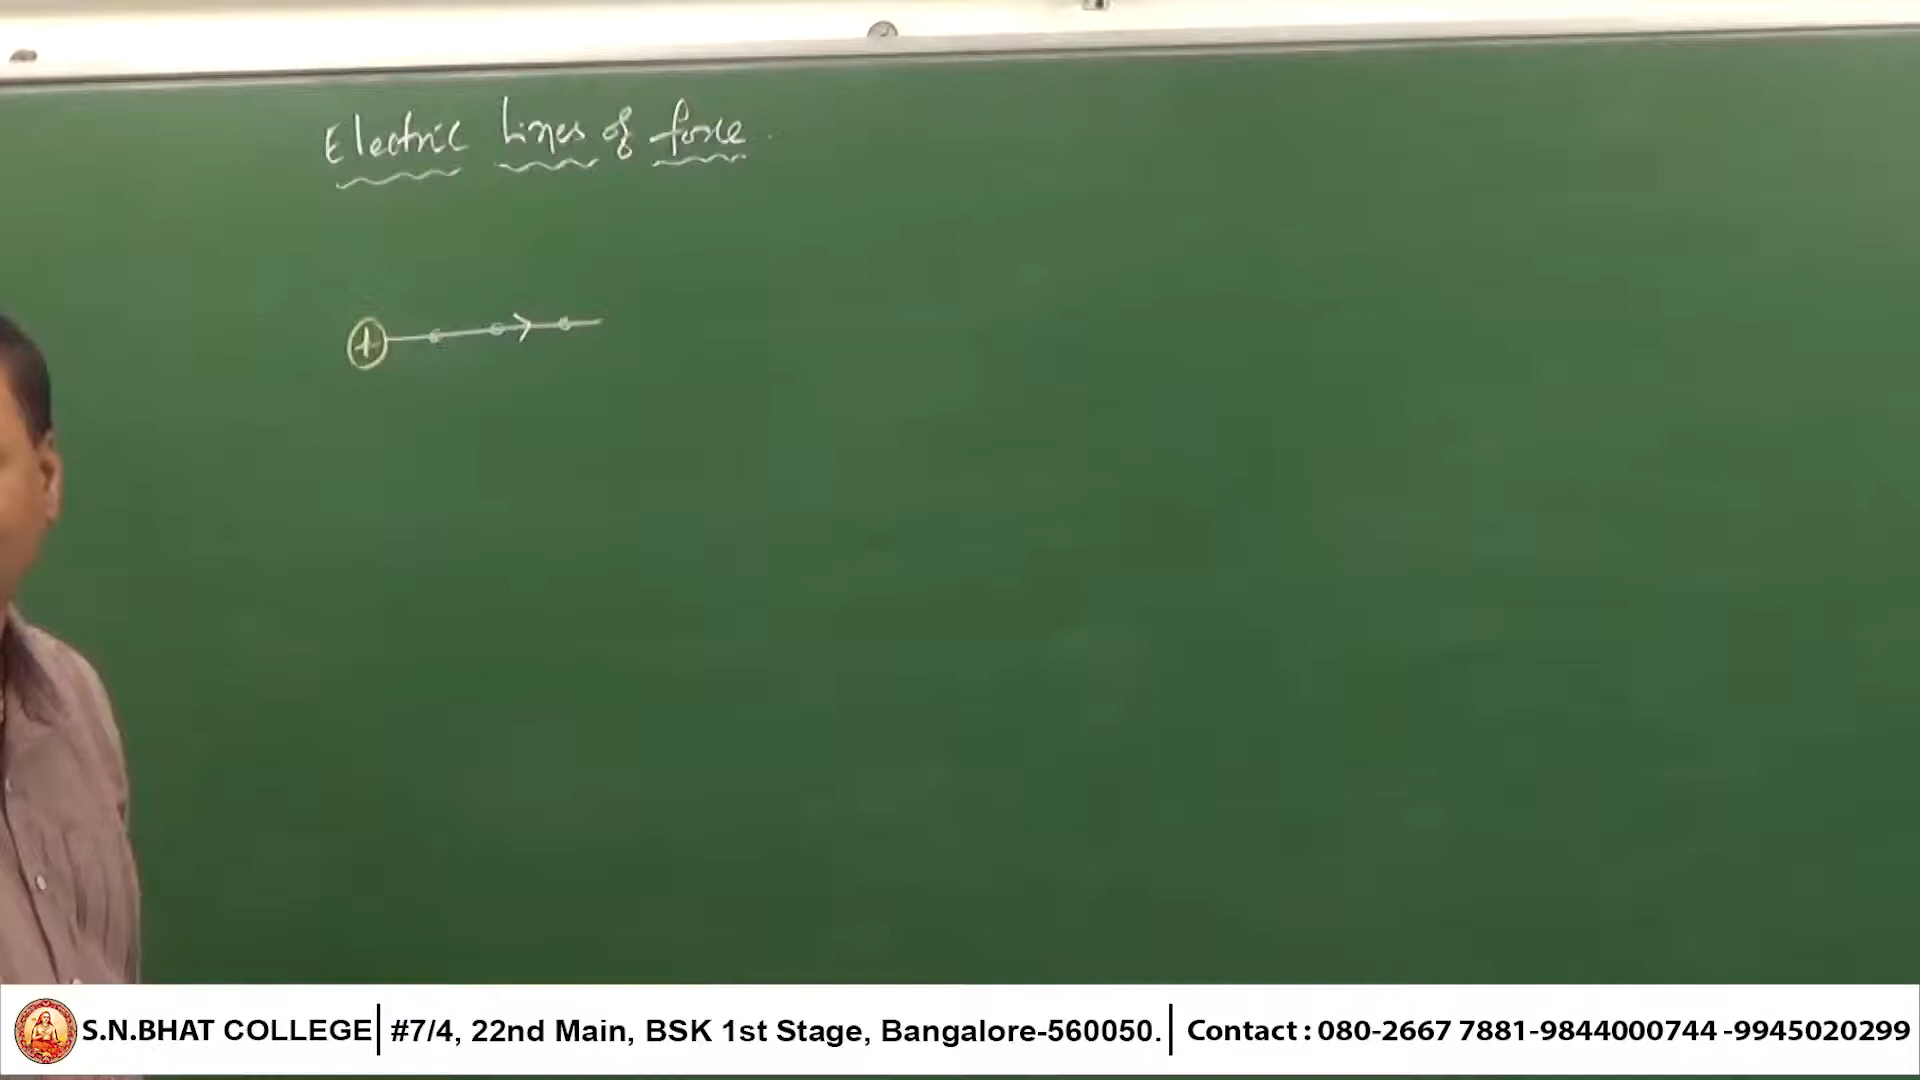 Electric Lines of force
+
S.N.BHAT COLLEGE | #7/4, 22nd Main, BSK 1st Stage, Bangalore-560050. | Contact : 080-2667 7881-9844000744 -9945020299